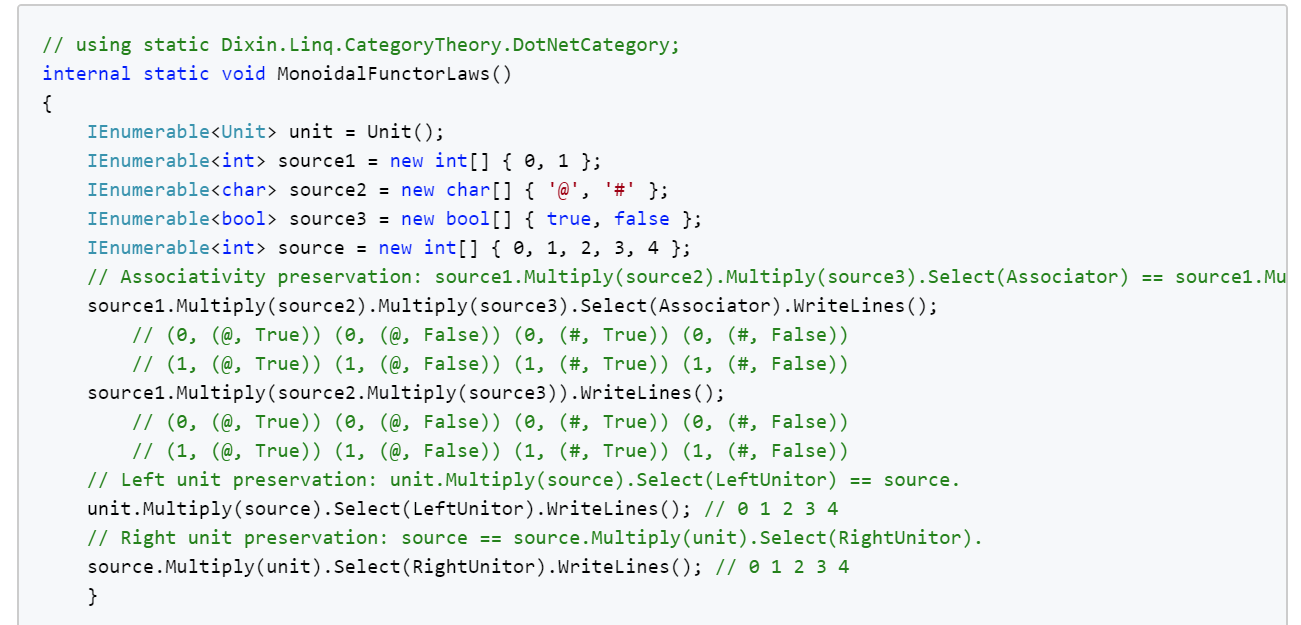 // using static Dixin.Linq.CategoryTheory.DotNetCategory;
internal static void MonoidalFunctorLaws()
{
    IEnumerable<Unit> unit = Unit();
    IEnumerable<int> source1 = new int[] { 0, 1 };
    IEnumerable<char> source2 = new char[] { '@', '#' };
    IEnumerable<bool> source3 = new bool[] { true, false };
    IEnumerable<int> source = new int[] { 0, 1, 2, 3, 4 };
    // Associativity preservation: source1.Multiply(source2).Multiply(source3).Select(Associator) == source1.Mu
    source1.Multiply(source2).Multiply(source3).Select(Associator).WriteLines();
        // (0, (@, True)) (0, (@, False)) (0, (#, True)) (0, (#, False))
        // (1, (@, True)) (1, (@, False)) (1, (#, True)) (1, (#, False))
    source1.Multiply(source2.Multiply(source3)).WriteLines();
        // (0, (@, True)) (0, (@, False)) (0, (#, True)) (0, (#, False))
        // (1, (@, True)) (1, (@, False)) (1, (#, True)) (1, (#, False))
    // Left unit preservation: unit.Multiply(source).Select(LeftUnitor) == source.
    unit.Multiply(source).Select(LeftUnitor).WriteLines(); // 0 1 2 3 4
    // Right unit preservation: source == source.Multiply(unit).Select(RightUnitor).
    source.Multiply(unit).Select(RightUnitor).WriteLines(); // 0 1 2 3 4
    }